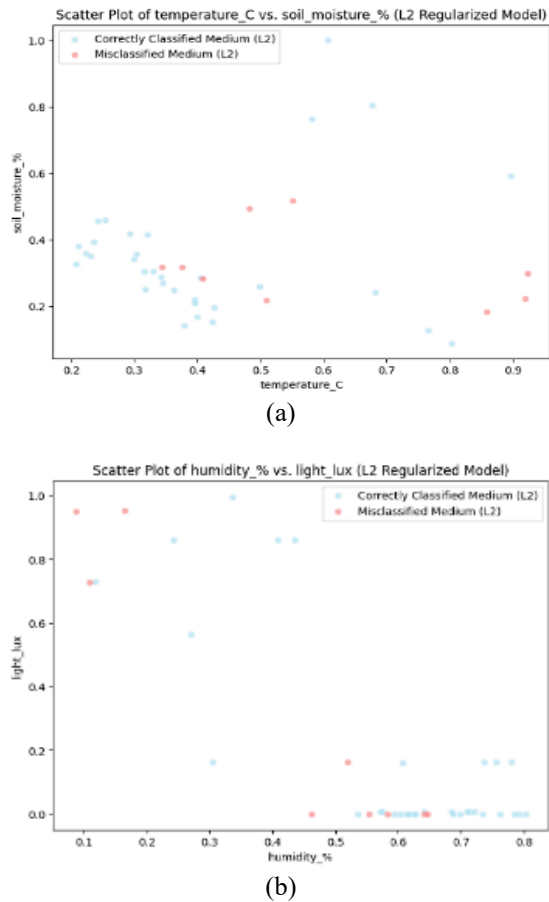 Scatter Plot of temperature_C vs. soil_moisture_% (L2 Regularized Model)
Correctly Classified Medium (L2)
Misclassified Medium (L2)
1.0
0.8
0.6
0.4
0.2
soil_moisture_%
0.2 0.3 0.4 0.5 0.6 0.7 0.8 0.9
temperature_C
(a)
Scatter Plot of humidity_% vs. light_lux (L2 Regularized Model)
Correctly Classified Medium (L2)
Misclassified Medium (L2)
1.0
0.8
0.6
0.4
0.2
0.0
light_lux
0.1 0.2 0.3 0.4 0.5 0.6 0.7 0.8
humidity_%
(b)